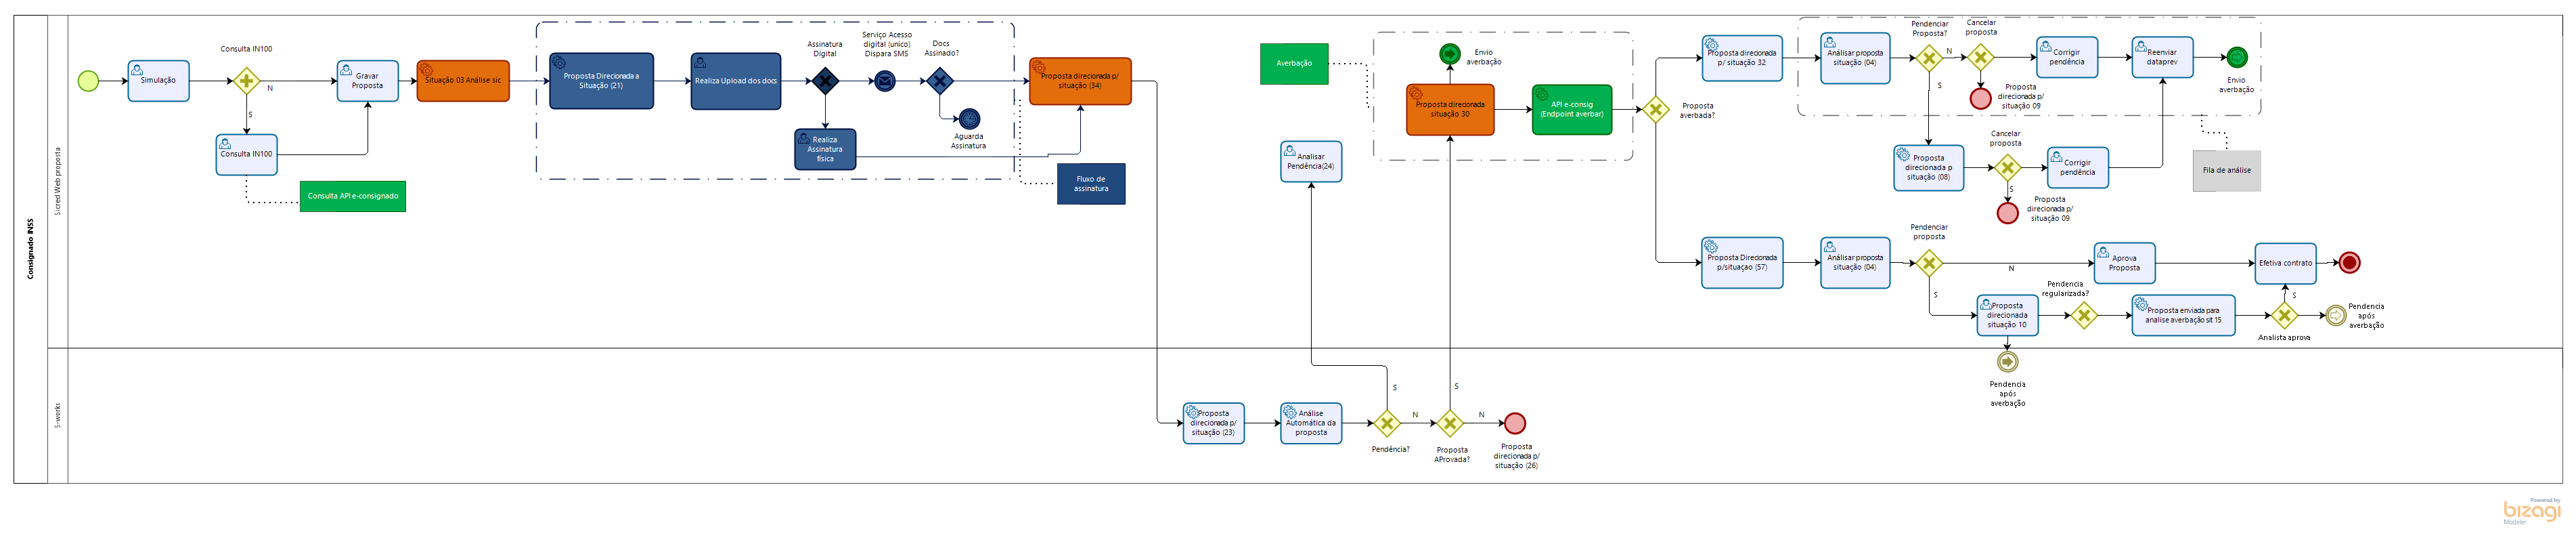 Consignado INSS
Sicred Web proposta
S-works
Simulação
Consulta IN100
N
S
Consulta IN100
Consulta API e-consignado
Gravar
Proposta
Situação 03 Análise sic
Proposta Direcionada a
Situação (21)
Realiza Upload dos docs
Assinatura
Digital
Serviço Acesso
digital (unico)
Dispara SMS
Docs
Assinado?
Realiza
Assinatura
física
Aguarda
Assinatura
Proposta direcionada p/
situação (34)
Fluxo de
assinatura
Proposta
direcionada p/
situação (23)
Análise
Automática da
proposta
Pendência?
S
N
Proposta
AProvada?
S
N
Proposta
direcionada p/
situação (26)
Analisar
Pendência(24)
Averbação
Envio
averbação
Proposta direcionada
situação 30
API e-consig
(Endpoint averbar)
Proposta
averbada?
Proposta direcionada
p/ situação 32
Análisar proposta
situação (04)
Pendenciar
Proposta?
N
S
Cancelar
proposta
Proposta
direcionada p/
situação 09
Corrigir
pendência
Reenviar
dataprev
Envio
averbação
Proposta
direcionada p
situação (08)
Cancelar
proposta
S
Proposta
direcionada p/
situação 09
Corrigir
pendência
Fila de análise
Proposta Direcionada
p/situaçao (57)
Análisar proposta
situação (04)
Pendenciar
proposta
N
S
Aprova
Proposta
Efetiva contrato
Proposta
direcionada
situação 10
Pendencia
regularizada?
Proposta enviada para
analise averbação sit 15
S
Analista aprova
Pendencia
após
averbação
Pendencia
após
averbação
Powered by
bizagi
Modeler